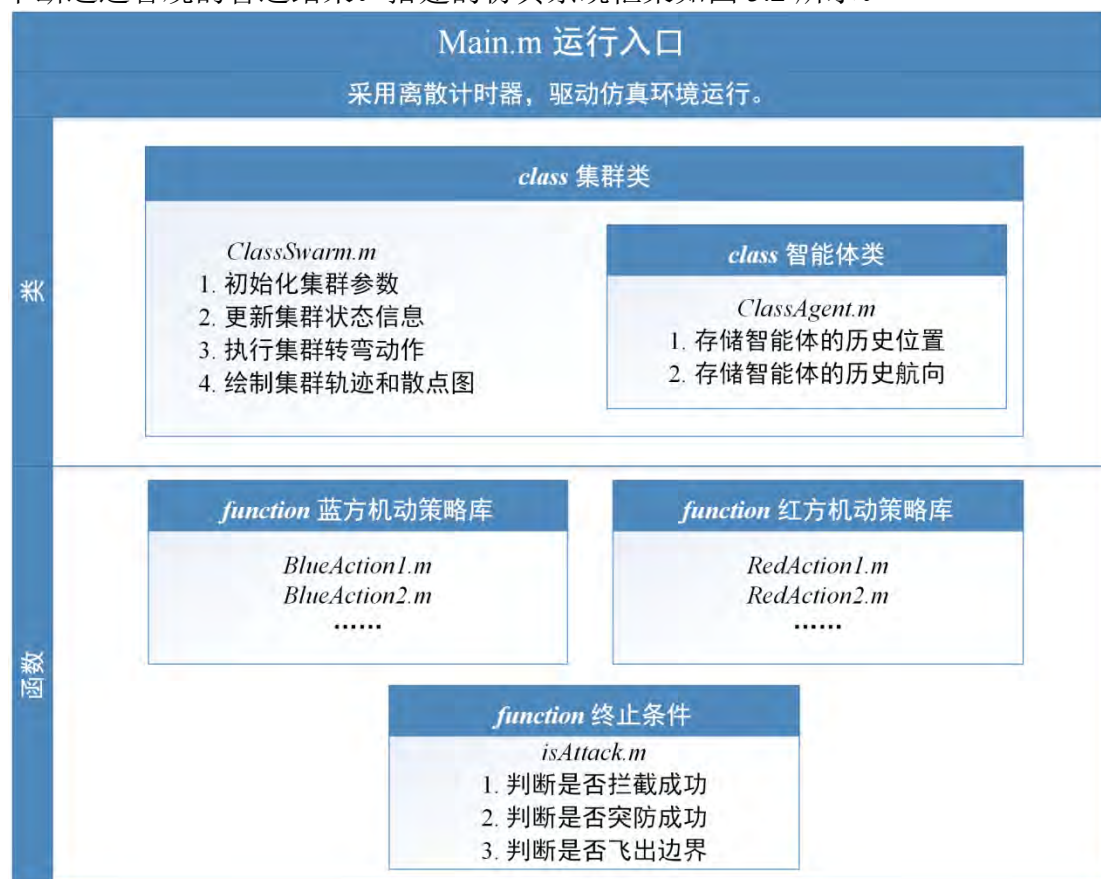 Main.m 运行入口
采用离散计时器，驱动仿真环境运行。
类
class 集群类
ClassSwarm.m
1. 初始化集群参数
2. 更新集群状态信息
3. 执行集群转弯动作
4. 绘制集群轨迹和散点图
class 智能体类
ClassAgent.m
1. 存储智能体的历史位置
2. 存储智能体的历史航向
函数
function 蓝方机动策略库
BlueAction1.m
BlueAction2.m
······
function 红方机动策略库
RedAction1.m
RedAction2.m
······
function 终止条件
isAttack.m
1. 判断是否拦截成功
2. 判断是否突防成功
3. 判断是否飞出边界